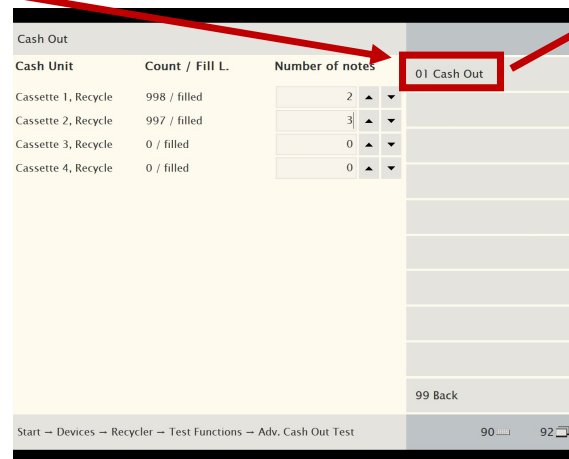 Cash Out
Cash Unit Count / Fill L. Number of notes
01 Cash Out
Cassette 1, Recycle 998 / filled 2
Cassette 2, Recycle 997 / filled 3
Cassette 3, Recycle 0 / filled 0
Cassette 4, Recycle 0 / filled 0
99 Back
Start → Devices → Recycler → Test Functions → Adv. Cash Out Test 90 92